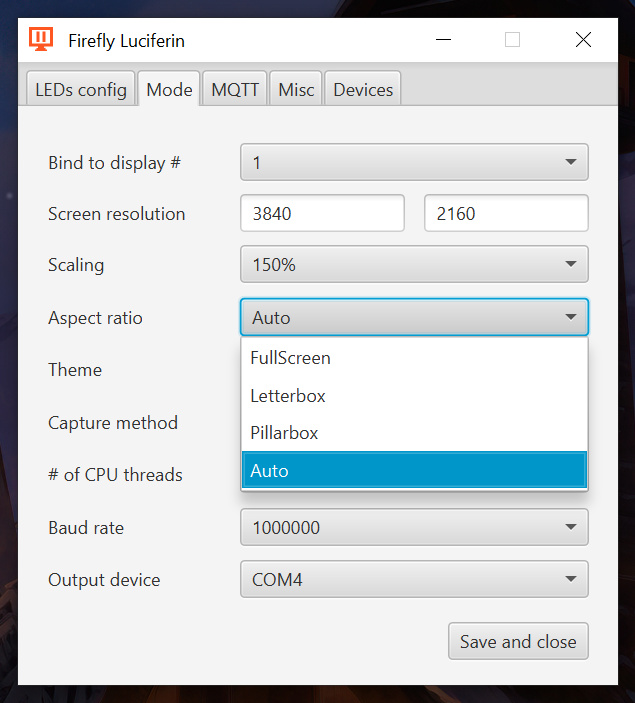 Firefly Luciferin
LEDs config Mode MQTT Misc Devices
Bind to display # 1
Screen resolution 3840 2160
Scaling 150%
Aspect ratio Auto
FullScreen
Theme
Letterbox
Capture method
Pillarbox
# of CPU threads
Auto
Baud rate 1000000
Output device COM4
Save and close